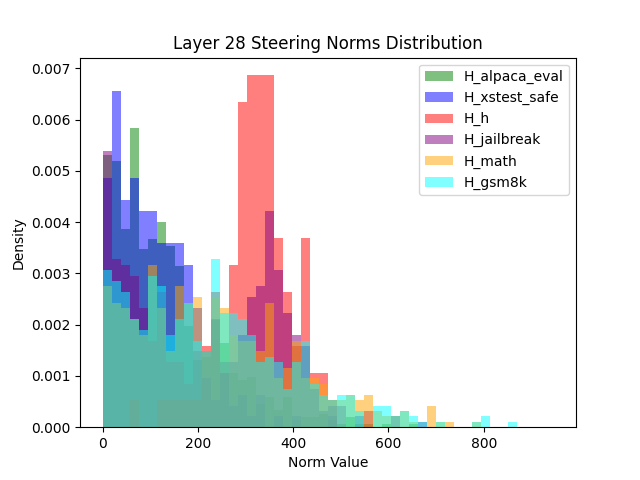 Layer 28 Steering Norms Distribution
Density
0.007
0.006
0.005
0.004
0.003
0.002
0.001
0.000
H_alpaca_eval
H_xstest_safe
H_h
H_jailbreak
H_math
H_gsm8k
0 200 400 600 800
Norm Value